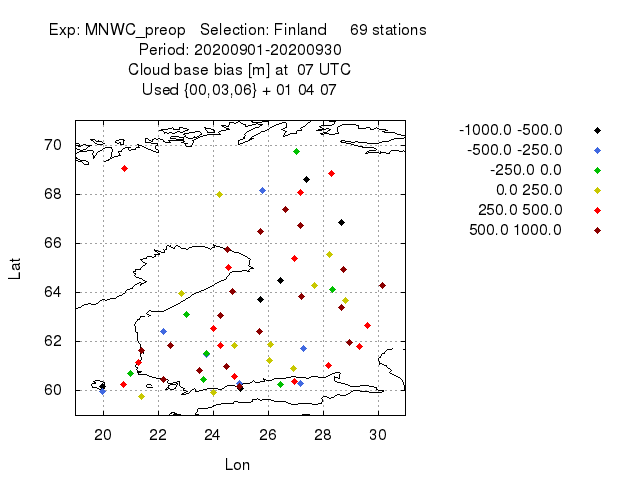 Exp: MNWC_preop Selection: Finland 69 stations
Period: 20200901-20200930
Cloud base bias [m] at 07 UTC
Used {00,03,06} + 01 04 07
-1000.0 -500.0
-500.0 -250.0
-250.0 0.0
0.0 250.0
250.0 500.0
500.0 1000.0
70
68
66
64
62
60
Lat
20 22 24 26 28 30
Lon